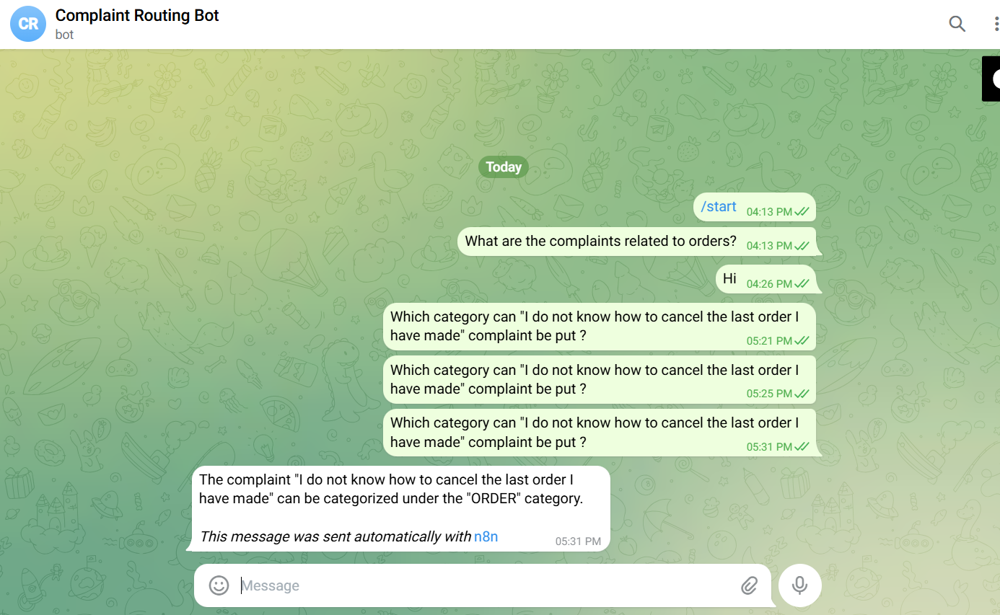 CR
Complaint Routing Bot
bot
Today
/start 04:13 PM
What are the complaints related to orders? 04:13 PM
Hi 04:26 PM
Which category can "I do not know how to cancel the last order I
have made" complaint be put ? 05:21 PM
Which category can "I do not know how to cancel the last order I
have made" complaint be put ? 05:25 PM
Which category can "I do not know how to cancel the last order I
have made" complaint be put ? 05:31 PM
The complaint "I do not know how to cancel the last order I
have made" can be categorized under the "ORDER" category.
This message was sent automatically with n8n 05:31 PM
Message